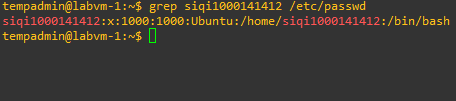 tempadmin@labvm-1:~$ grep siqi1000141412 /etc/passwd
siqi1000141412:x:1000:1000:Ubuntu:/home/siqi1000141412:/bin/bash
tempadmin@labvm-1:~$